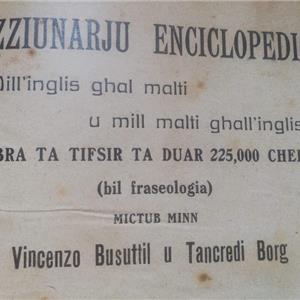 ZZIUNARJU ENCICLOPEDI
Mill'inglis ghal malti
u mill malti ghall'inglis
BRA TA TIFSIR TA DUAR 225,000 CHEL
(bil fraseologia)
MICTUB MINN
Vincenzo Busuttil u Tancredi Borg